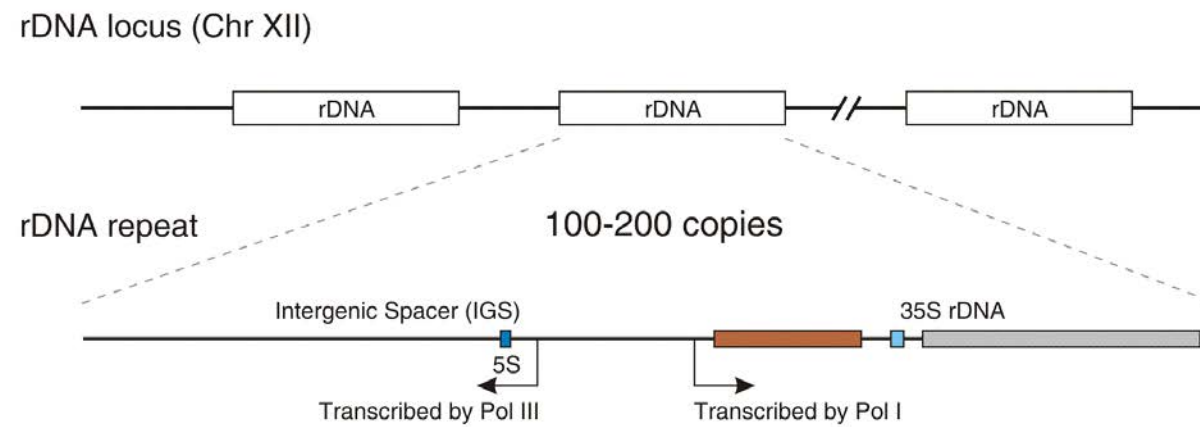 rDNA locus (Chr XII)
rDNA
rDNA
rDNA
rDNA repeat
100-200 copies
Intergenic Spacer (IGS)
35S rDNA
5S
Transcribed by Pol III
Transcribed by Pol I